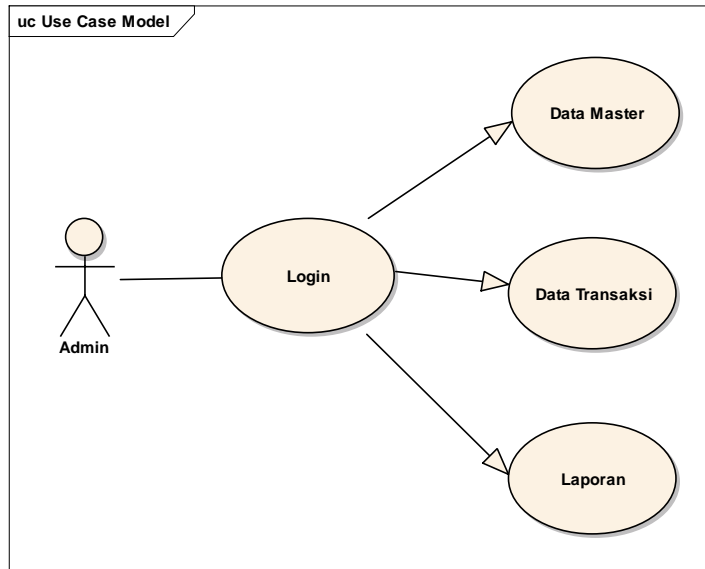 uc Use Case Model
Data Master
Login
Data Transaksi
Admin
Laporan